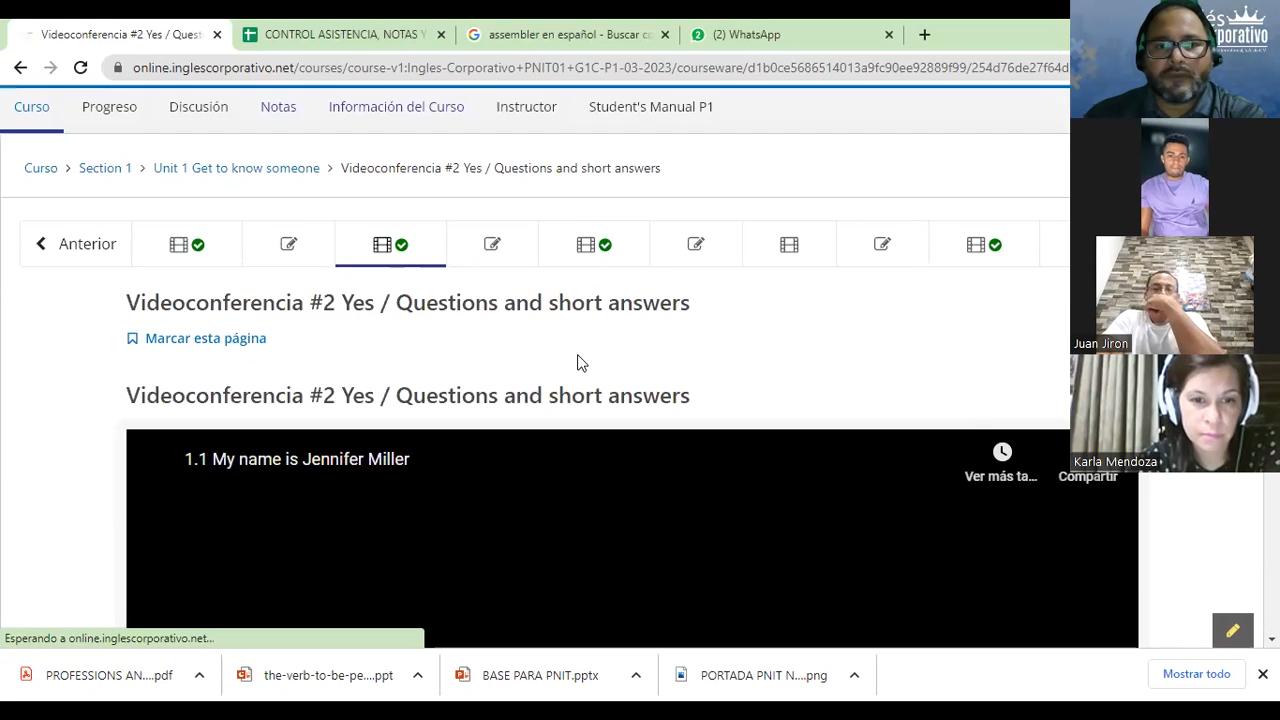 Videoconferencia #2 Yes / Quest
CONTROL ASISTENCIA, NOTAS Y
assembler en español - Buscar co
(2) WhatsApp
online.inglescorporativo.net/courses/course-v1:Ingles-Corporativo+PNIT01+G1C-P1-03-2023/courseware/d1b0ce5686514013a9fc90ee92889f99/254d76de27f64d
Curso
Progreso
Discusión
Notas
Información del Curso
Instructor
Student's Manual P1
Curso > Section 1 > Unit 1 Get to know someone > Videoconferencia #2 Yes / Questions and short answers
Anterior
Videoconferencia #2 Yes / Questions and short answers
Marcar esta página
Videoconferencia #2 Yes / Questions and short answers
1.1 My name is Jennifer Miller
Ver más ta...
Compartir
Juan Jiron
Karla Mendoza
Esperando a online.inglescorporativo.net...
PROFESSIONS AN....pdf
the-verb-to-be-pe....ppt
BASE PARA PNIT.pptx
PORTADA PNIT N....png
Mostrar todo